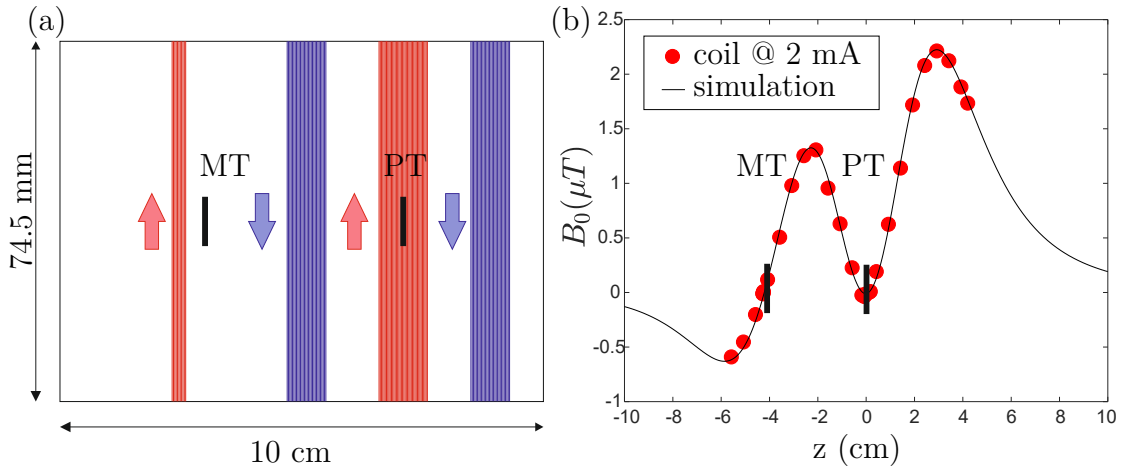 (a)
MT
PT
74.5 mm
10 cm
(b)
coil @ 2 mA
simulation
MT
PT
B₀(μT)
2.5
2
1.5
1
0.5
0
-0.5
-1
-10
-8
-6
-4
-2
0
2
4
6
8
10
z (cm)